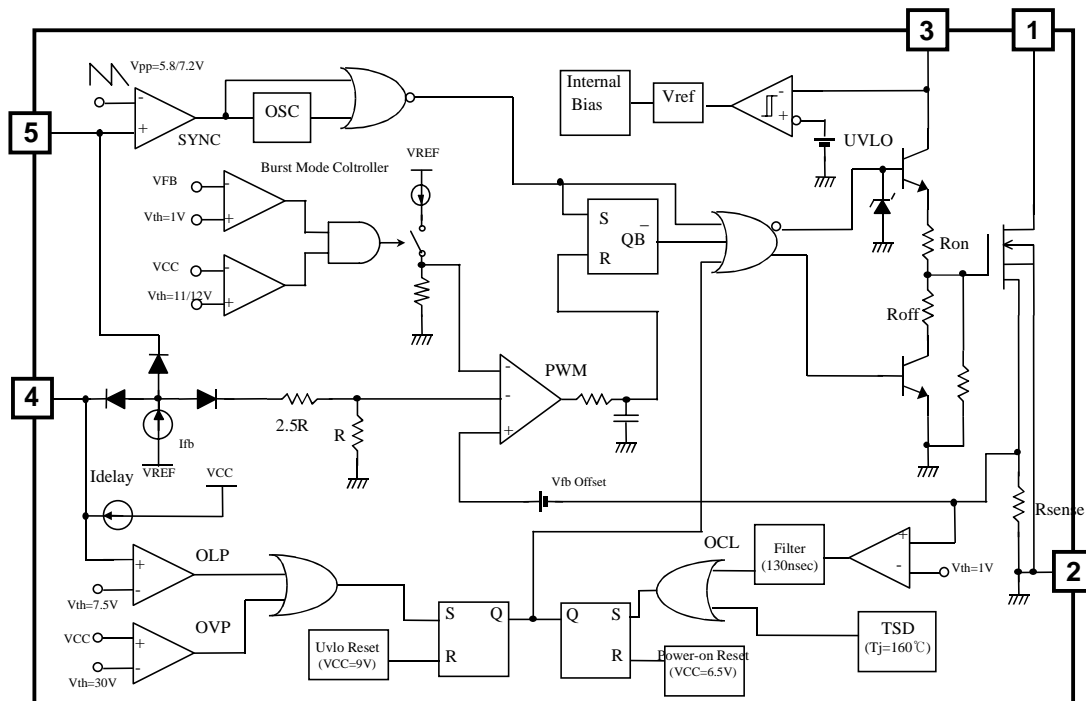 3
1
Vpp=5.8/7.2V
-
+
SYNC
OSC
5
Internal
Bias
Vref
-
+
UVLO
Burst Mode Coltroller
VREF
VFB
-
Vth=1V
+
VCC
-
Vth=11/12V
+
S
QB
R
Ron
Roff
4
Ifb
VREF
2.5R
R
-
-
+
PWM
Idelay
VCC
Vfb Offset
Rsense
OLP
+
-
Vth=7.5V
OCL
Filter
(130nsec)
+
-
Vth=1V
2
VCC
+
-
Vth=30V
OVP
Uvlo Reset
(VCC=9V)
S
Q
R
Q
S
R
Power-on Reset
(VCC=6.5V)
TSD
(Tj=160℃)